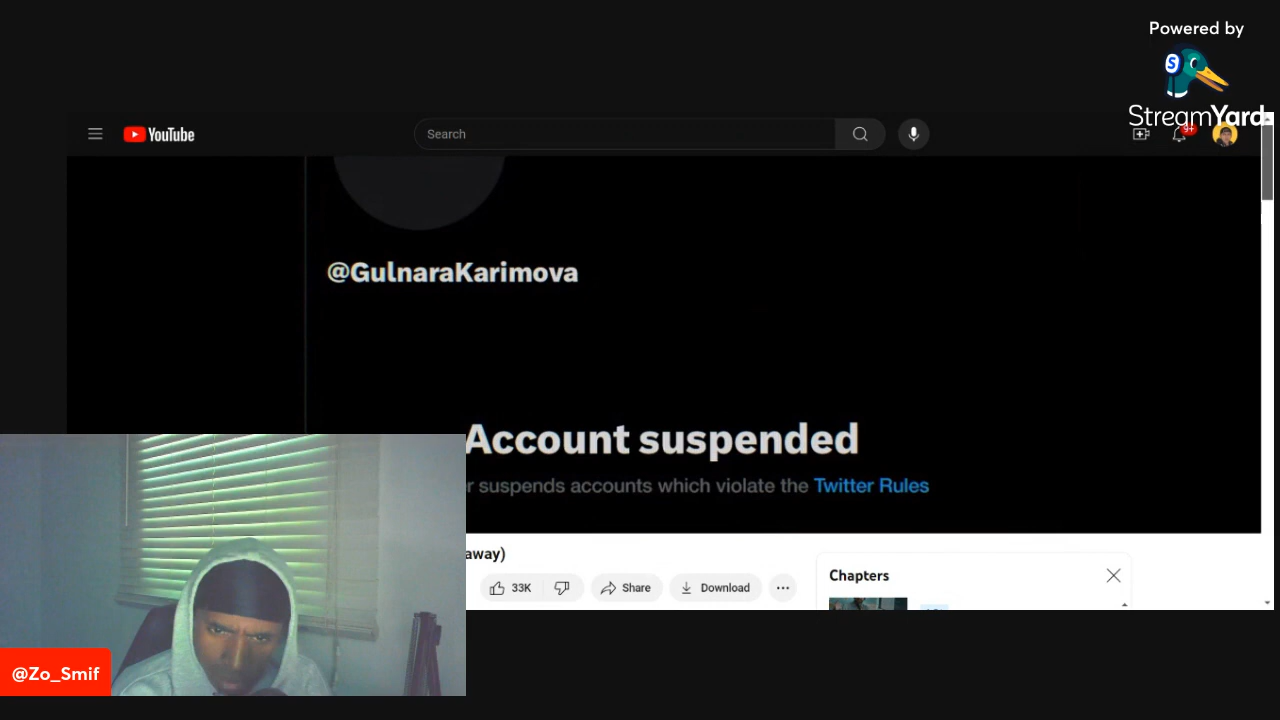 Powered by
S
StreamYard
YouTube
Search
9+
@GulnaraKarimova
Account suspended
r suspends accounts which violate the Twitter Rules
away)
33K
Share
Download
Chapters
@Zo_Smif